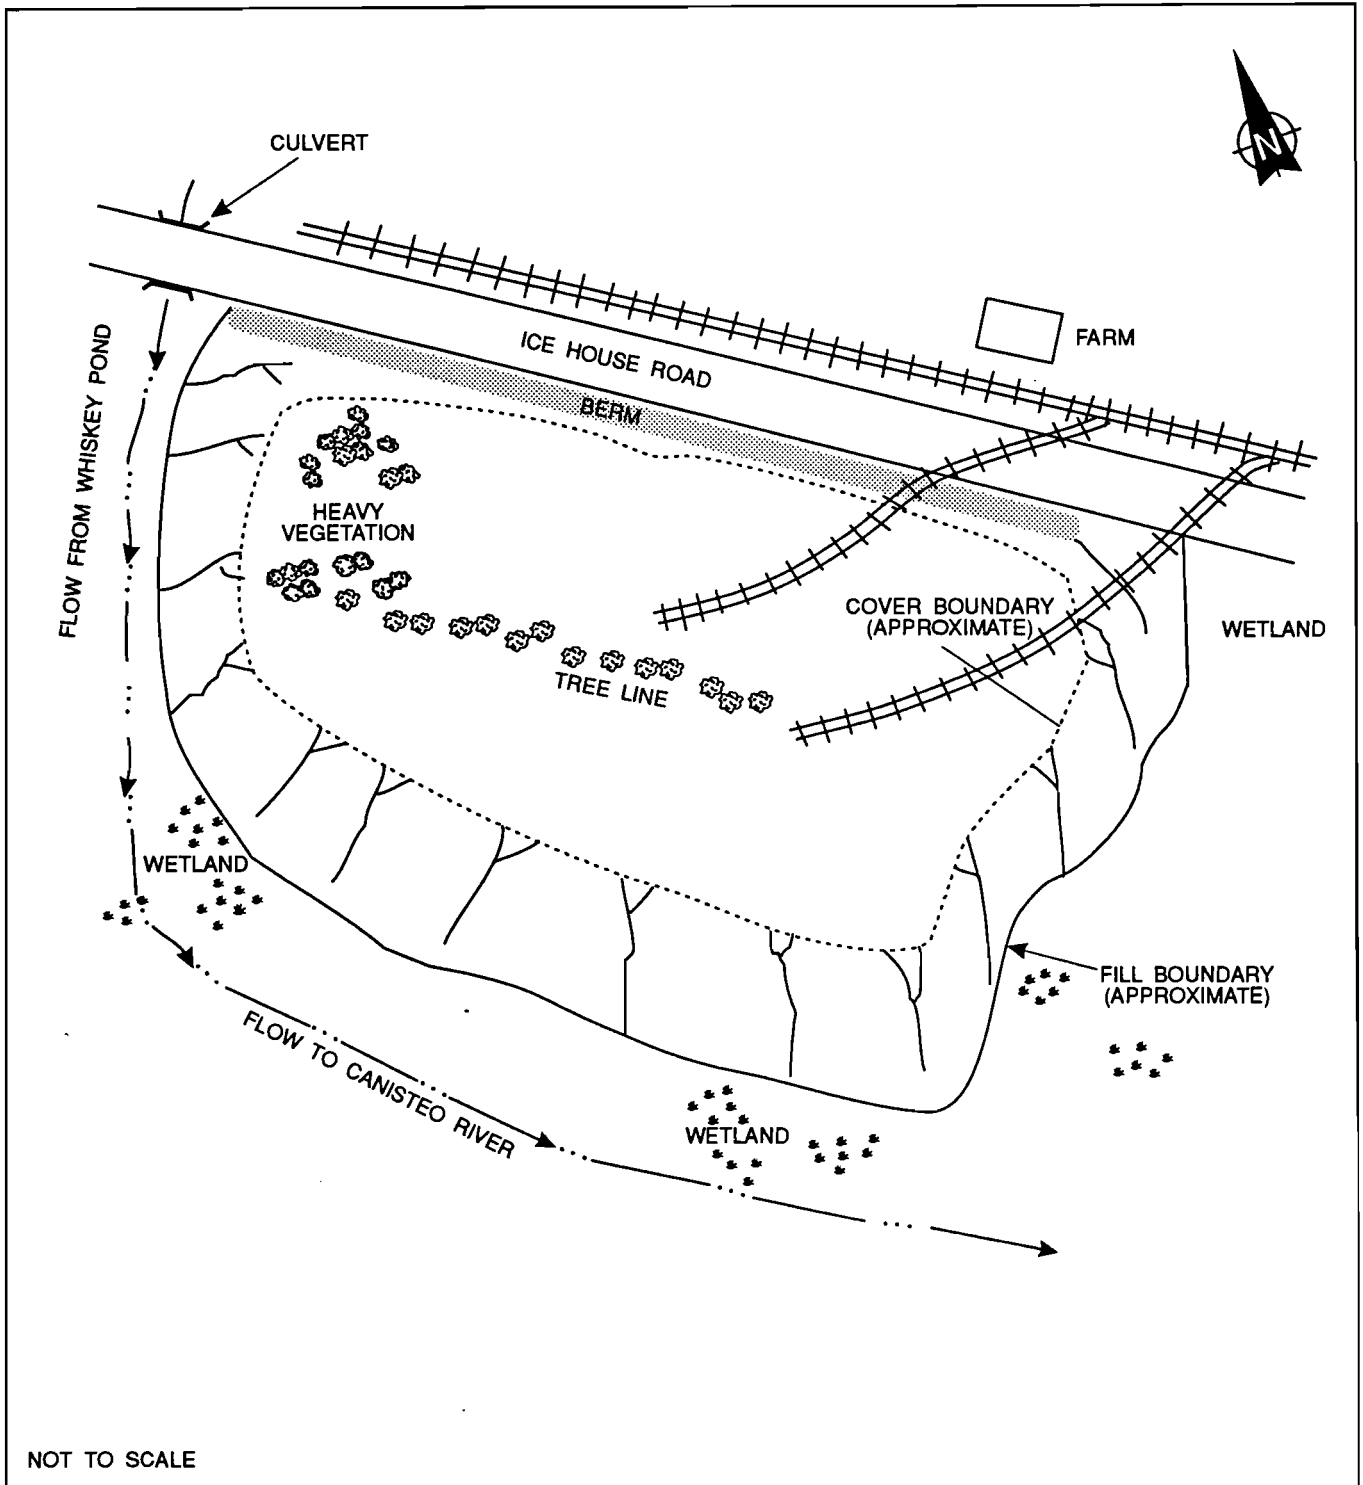 N
CULVERT
FARM
ICE HOUSE ROAD
BERM
FLOW FROM WHISKEY POND
HEAVY
VEGETATION
COVER BOUNDARY
(APPROXIMATE)
WETLAND
TREE LINE
WETLAND
FILL BOUNDARY
(APPROXIMATE)
FLOW TO CANISTEO RIVER
WETLAND
NOT TO SCALE